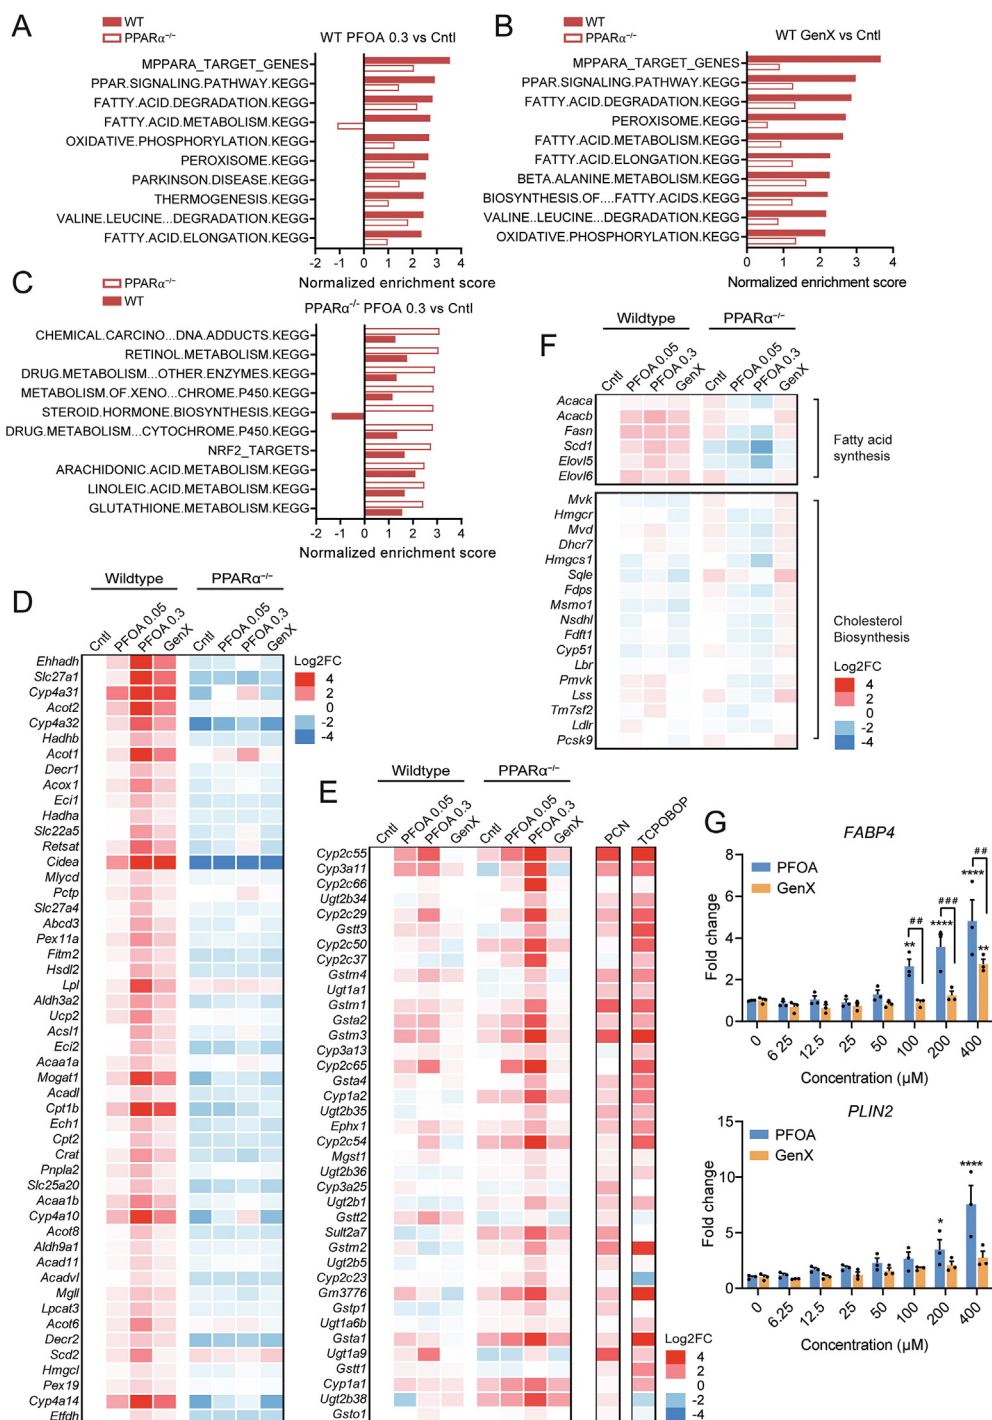 A
WT
PPARα⁻/⁻
WT PFOA 0.3 vs Cntl
MPPARA_TARGET_GENES
PPAR.SIGNALING.PATHWAY.KEGG
FATTY.ACID.DEGRADATION.KEGG
FATTY.ACID.METABOLISM.KEGG
OXIDATIVE.PHOSPHORYLATION.KEGG
PEROXISOME.KEGG
PARKINSON.DISEASE.KEGG
THERMOGENESIS.KEGG
VALINE.LEUCINE...DEGRADATION.KEGG
FATTY.ACID.ELONGATION.KEGG
-2 -1 0 1 2 3 4
Normalized enrichment score
B
WT
PPARα⁻/⁻
WT GenX vs Cntl
MPPARA_TARGET_GENES
PPAR.SIGNALING.PATHWAY.KEGG
FATTY.ACID.DEGRADATION.KEGG
PEROXISOME.KEGG
FATTY.ACID.METABOLISM.KEGG
FATTY.ACID.ELONGATION.KEGG
BETA.ALANINE.METABOLISM.KEGG
BIOSYNTHESIS.OF....FATTY.ACIDS.KEGG
VALINE..LEUCINE...DEGRADATION.KEGG
OXIDATIVE.PHOSPHORYLATION.KEGG
0 1 2 3 4
Normalized enrichment score
C
PPARα⁻/⁻
WT
PPARα⁻/⁻ PFOA 0.3 vs Cntl
CHEMICAL.CARCINO...DNA.ADDUCTS.KEGG
RETINOL.METABOLISM.KEGG
DRUG.METABOLISM...OTHER.ENZYMES.KEGG
METABOLISM.OF.XENO...CHROME.P450.KEGG
STEROID.HORMONE.BIOSYNTHESIS.KEGG
DRUG.METABOLISM...CYTOCHROME.P450.KEGG
NRF2_TARGETS
ARACHIDONIC.ACID.METABOLISM.KEGG
LINOLEIC.ACID.METABOLISM.KEGG
GLUTATHIONE.METABOLISM.KEGG
-2 -1 0 1 2 3 4
Normalized enrichment score
D
Wildtype
PPARα⁻/⁻
Cntl
PFOA 0.05
PFOA 0.3
GenX
Cntl
PFOA 0.05
PFOA 0.3
GenX
Ehhadh
Slc27a1
Cyp4a31
Acot2
Cyp4a32
Hadhb
Acot1
Decr1
Acox1
Eci1
Hadha
Slc22a5
Retsat
Cidea
Mlycd
Pctp
Slc27a4
Abcd3
Pex11a
Fitm2
Hsdl2
Lpl
Aldh3a2
Ucp2
Acsl1
Eci2
Acaa1a
Mogat1
Acadl
Cpt1b
Ech1
Cpt2
Crat
Pnpla2
Slc25a20
Acaa1b
Cyp4a10
Acot8
Aldh9a1
Acad11
Acadvl
Mgll
Lpcat3
Acot6
Decr2
Scd2
Hmgcl
Pex19
Cyp4a14
Etfdh
Log2FC
4
2
0
-2
-4
E
Wildtype
PPARα⁻/⁻
Cntl
PFOA 0.05
PFOA 0.3
GenX
Cntl
PFOA 0.05
PFOA 0.3
GenX
PCN
TCPOBOP
Cyp2c55
Cyp3a11
Cyp2c66
Ugt2b34
Cyp2c29
Gstt3
Cyp2c50
Cyp2c37
Gstm4
Ugt1a1
Gstm1
Gsta2
Gstm3
Cyp3a13
Cyp2c65
Gsta4
Cyp1a2
Ugt2b35
Ephx1
Cyp2c54
Mgst1
Ugt2b36
Cyp3a25
Ugt2b1
Gstt2
Sult2a7
Gstm2
Ugt2b5
Cyp2c23
Gm3776
Gstp1
Ugt1a6b
Gsta1
Ugt1a9
Gstt1
Cyp1a1
Ugt2b38
Gsto1
Log2FC
4
2
0
-2
-4
F
Wildtype
PPARα⁻/⁻
Cntl
PFOA 0.05
PFOA 0.3
GenX
Cntl
PFOA 0.05
PFOA 0.3
GenX
Acaca
Acacb
Fasn
Scd1
Elovl5
Elovl6
Fatty acid
synthesis
Mvk
Hmgcr
Mvd
Dhcr7
Hmgcs1
Sqle
Fdps
Msmo1
Nsdhl
Fdft1
Cyp51
Lbr
Pmvk
Lss
Tm7sf2
Ldlr
Pcsk9
Cholesterol
Biosynthesis
Log2FC
4
2
0
-2
-4
G
FABP4
PFOA
GenX
Fold change
8
6
4
2
0
** ## **** ### **** ## **
0 6 25 12.5 25 50 100 200 400
Concentration (μM)
PLIN2
PFOA
GenX
Fold change
15
10
5
0
* ****
0 6.25 12.5 25 50 100 200 400
Concentration (μM)